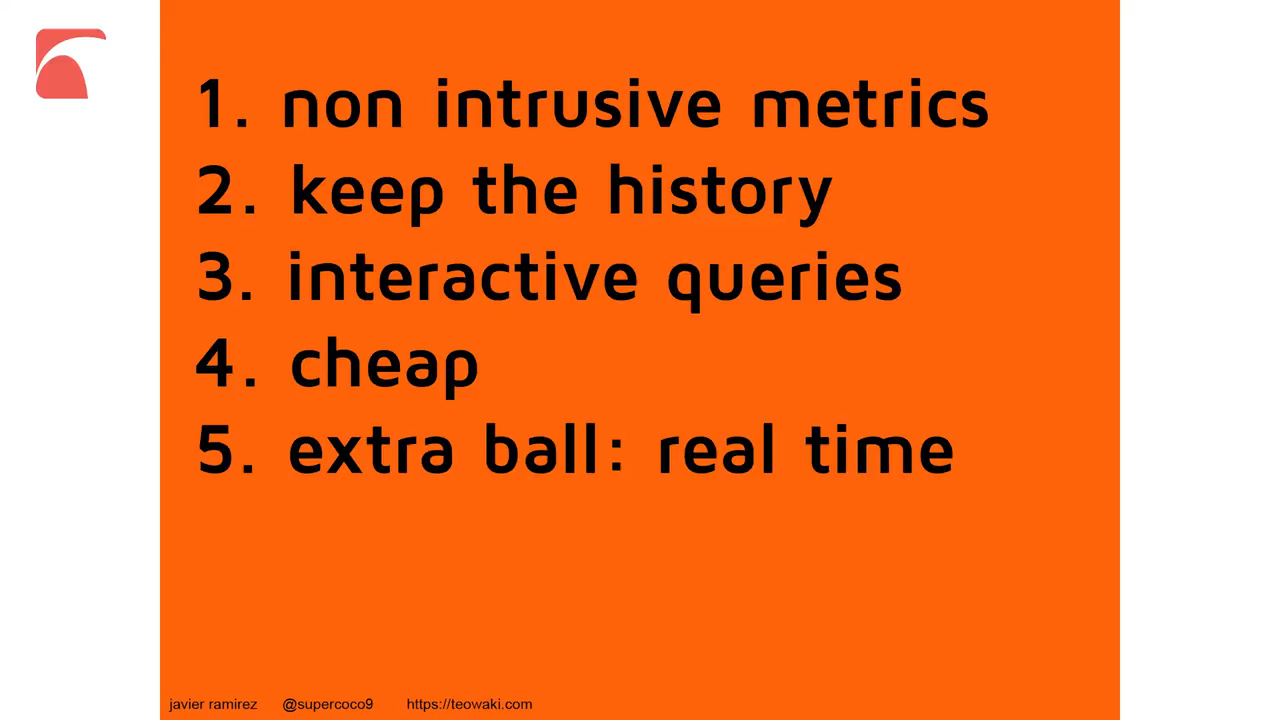 1. non intrusive metrics
2. keep the history
3. interactive queries
4. cheap
5. extra ball: real time
javier ramirez @supercoco9 https://teowaki.com